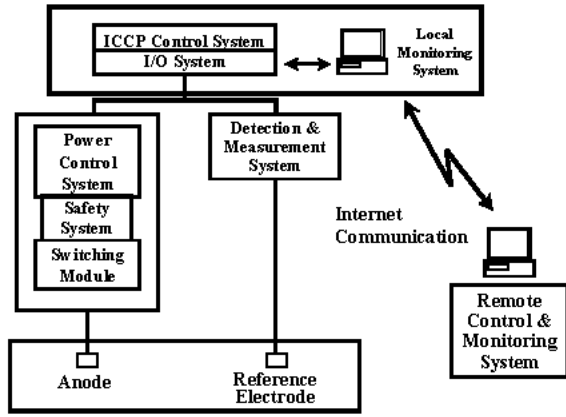 ICCP Control System
I/O System
Local
Monitoring
System
Power
Control
System
Safety
System
Switching
Module
Detection &
Measurement
System
Internet
Communication
Remote
Control &
Monitoring
System
Anode
Reference
Electrode